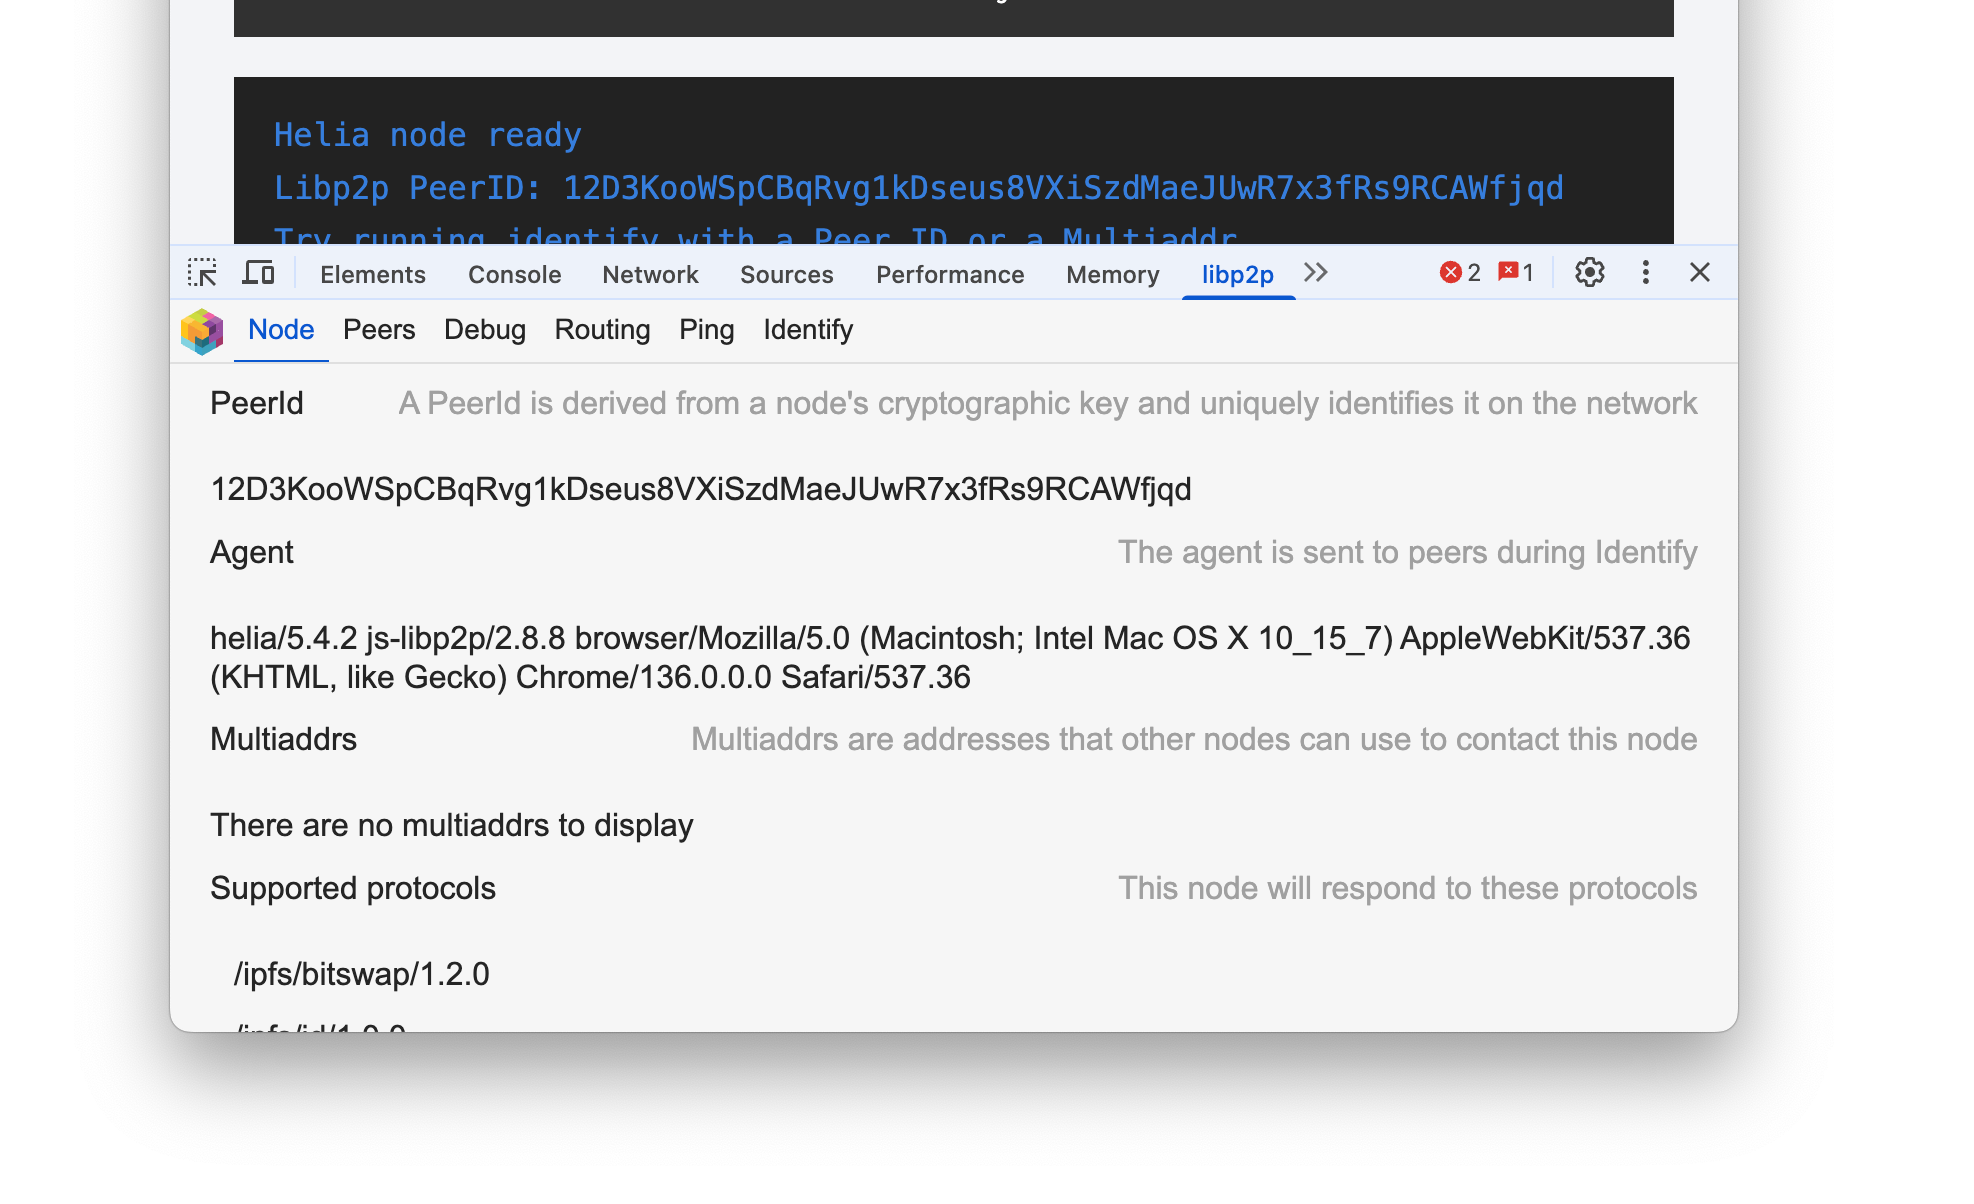 Helia node ready
Libp2p PeerID: 12D3KooWSpCBqRvg1kDseus8VXiSzdMaeJUwR7x3fRs9RCAWfjqd
Try running identify with a Peer ID or a Multiaddr
Elements Console Network Sources Performance Memory libp2p 2 1
Node Peers Debug Routing Ping Identify
PeerId A PeerId is derived from a node's cryptographic key and uniquely identifies it on the network
12D3KooWSpCBqRvg1kDseus8VXiSzdMaeJUwR7x3fRs9RCAWfjqd
Agent The agent is sent to peers during Identify
helia/5.4.2 js-libp2p/2.8.8 browser/Mozilla/5.0 (Macintosh; Intel Mac OS X 10_15_7) AppleWebKit/537.36
(KHTML, like Gecko) Chrome/136.0.0.0 Safari/537.36
Multiaddrs Multiaddrs are addresses that other nodes can use to contact this node
There are no multiaddrs to display
Supported protocols This node will respond to these protocols
/ipfs/bitswap/1.2.0
/ipfs/id/1.0.0